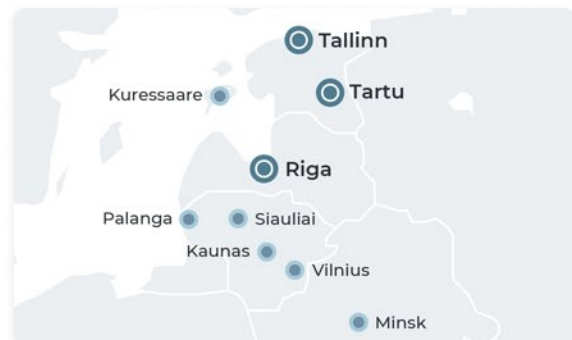 Tallinn
Kuressaare
Tartu
Riga
Palanga
Siauliai
Kaunas
Vilnius
Minsk